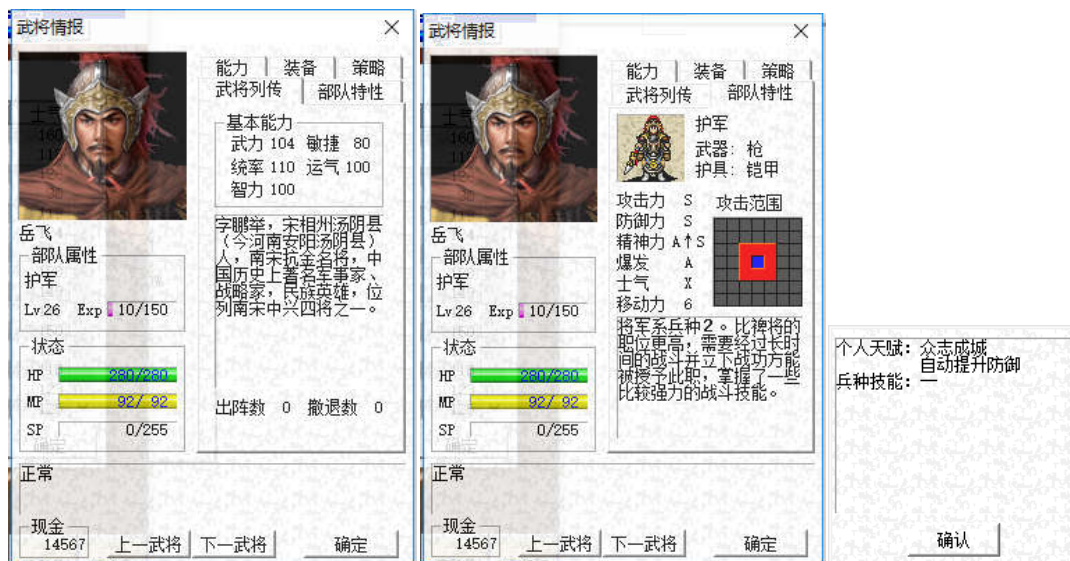 武将情报
能力 装备 策略
武将列传 部队特性
基本能力
武力 104 敏捷 80
统率 110 运气 100
智力 100
岳飞
字鹏举，宋相州汤阴县
（今河南安阳汤阴县）
人，南宋抗金名将，中
国历史上著名军事家、
战略家，民族英雄，位
列南宋中兴四将之一。
部队属性
护军
Lv 26 Exp 10/150
状态
HP 280/280
MP 92/ 92
SP 0/255
出阵数 0 撤退数 0
正常
现金
14567
上一武将 下一武将 确定
武将情报
能力 装备 策略
武将列传 部队特性
护军
武器：枪
护具：铠甲
攻击力 S 攻击范围
防御力 S
精神力 A↑S
爆发 A
士气 X
移动力 6
岳飞
部队属性
护军
Lv 26 Exp 10/150
将军系兵种2。比裨将的
职位更高，需要经过长时
间的战斗并立下战功方能
被授予此职，掌握了一些
比较强力的战斗技能。
状态
HP 280/280
MP 92/ 92
SP 0/255
正常
现金
14567
上一武将 下一武将 确定
个人天赋：众志成城
自动提升防御
兵种技能：一
确认